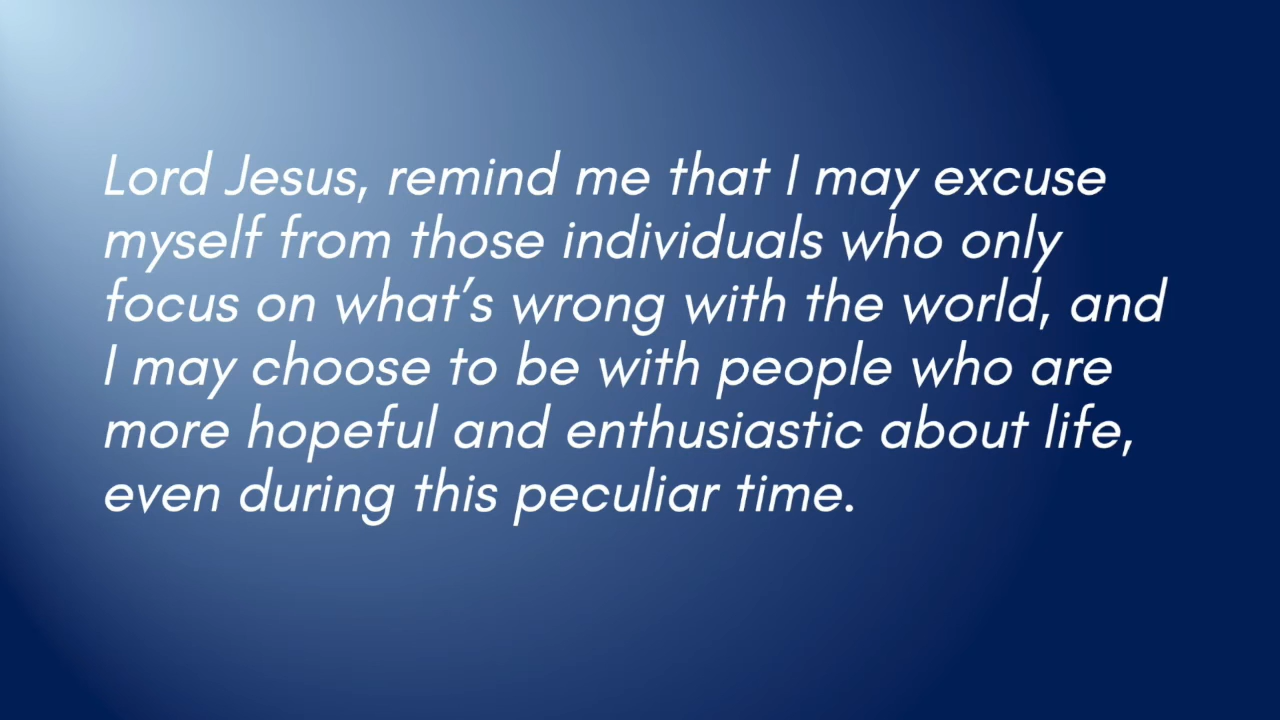 Lord Jesus, remind me that I may excuse
myself from those individuals who only
focus on what’s wrong with the world, and
I may choose to be with people who are
more hopeful and enthusiastic about life,
even during this peculiar time.